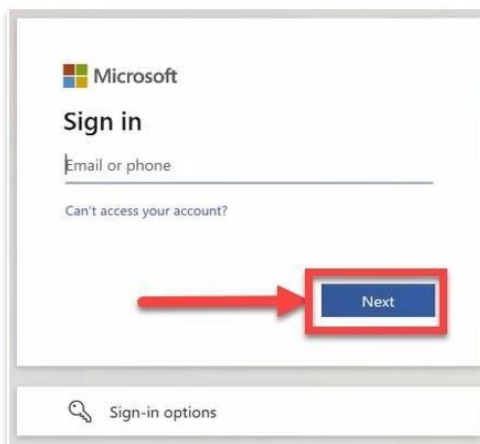 Microsoft
Sign in
Email or phone
Can't access your account?
Next
Sign-in options